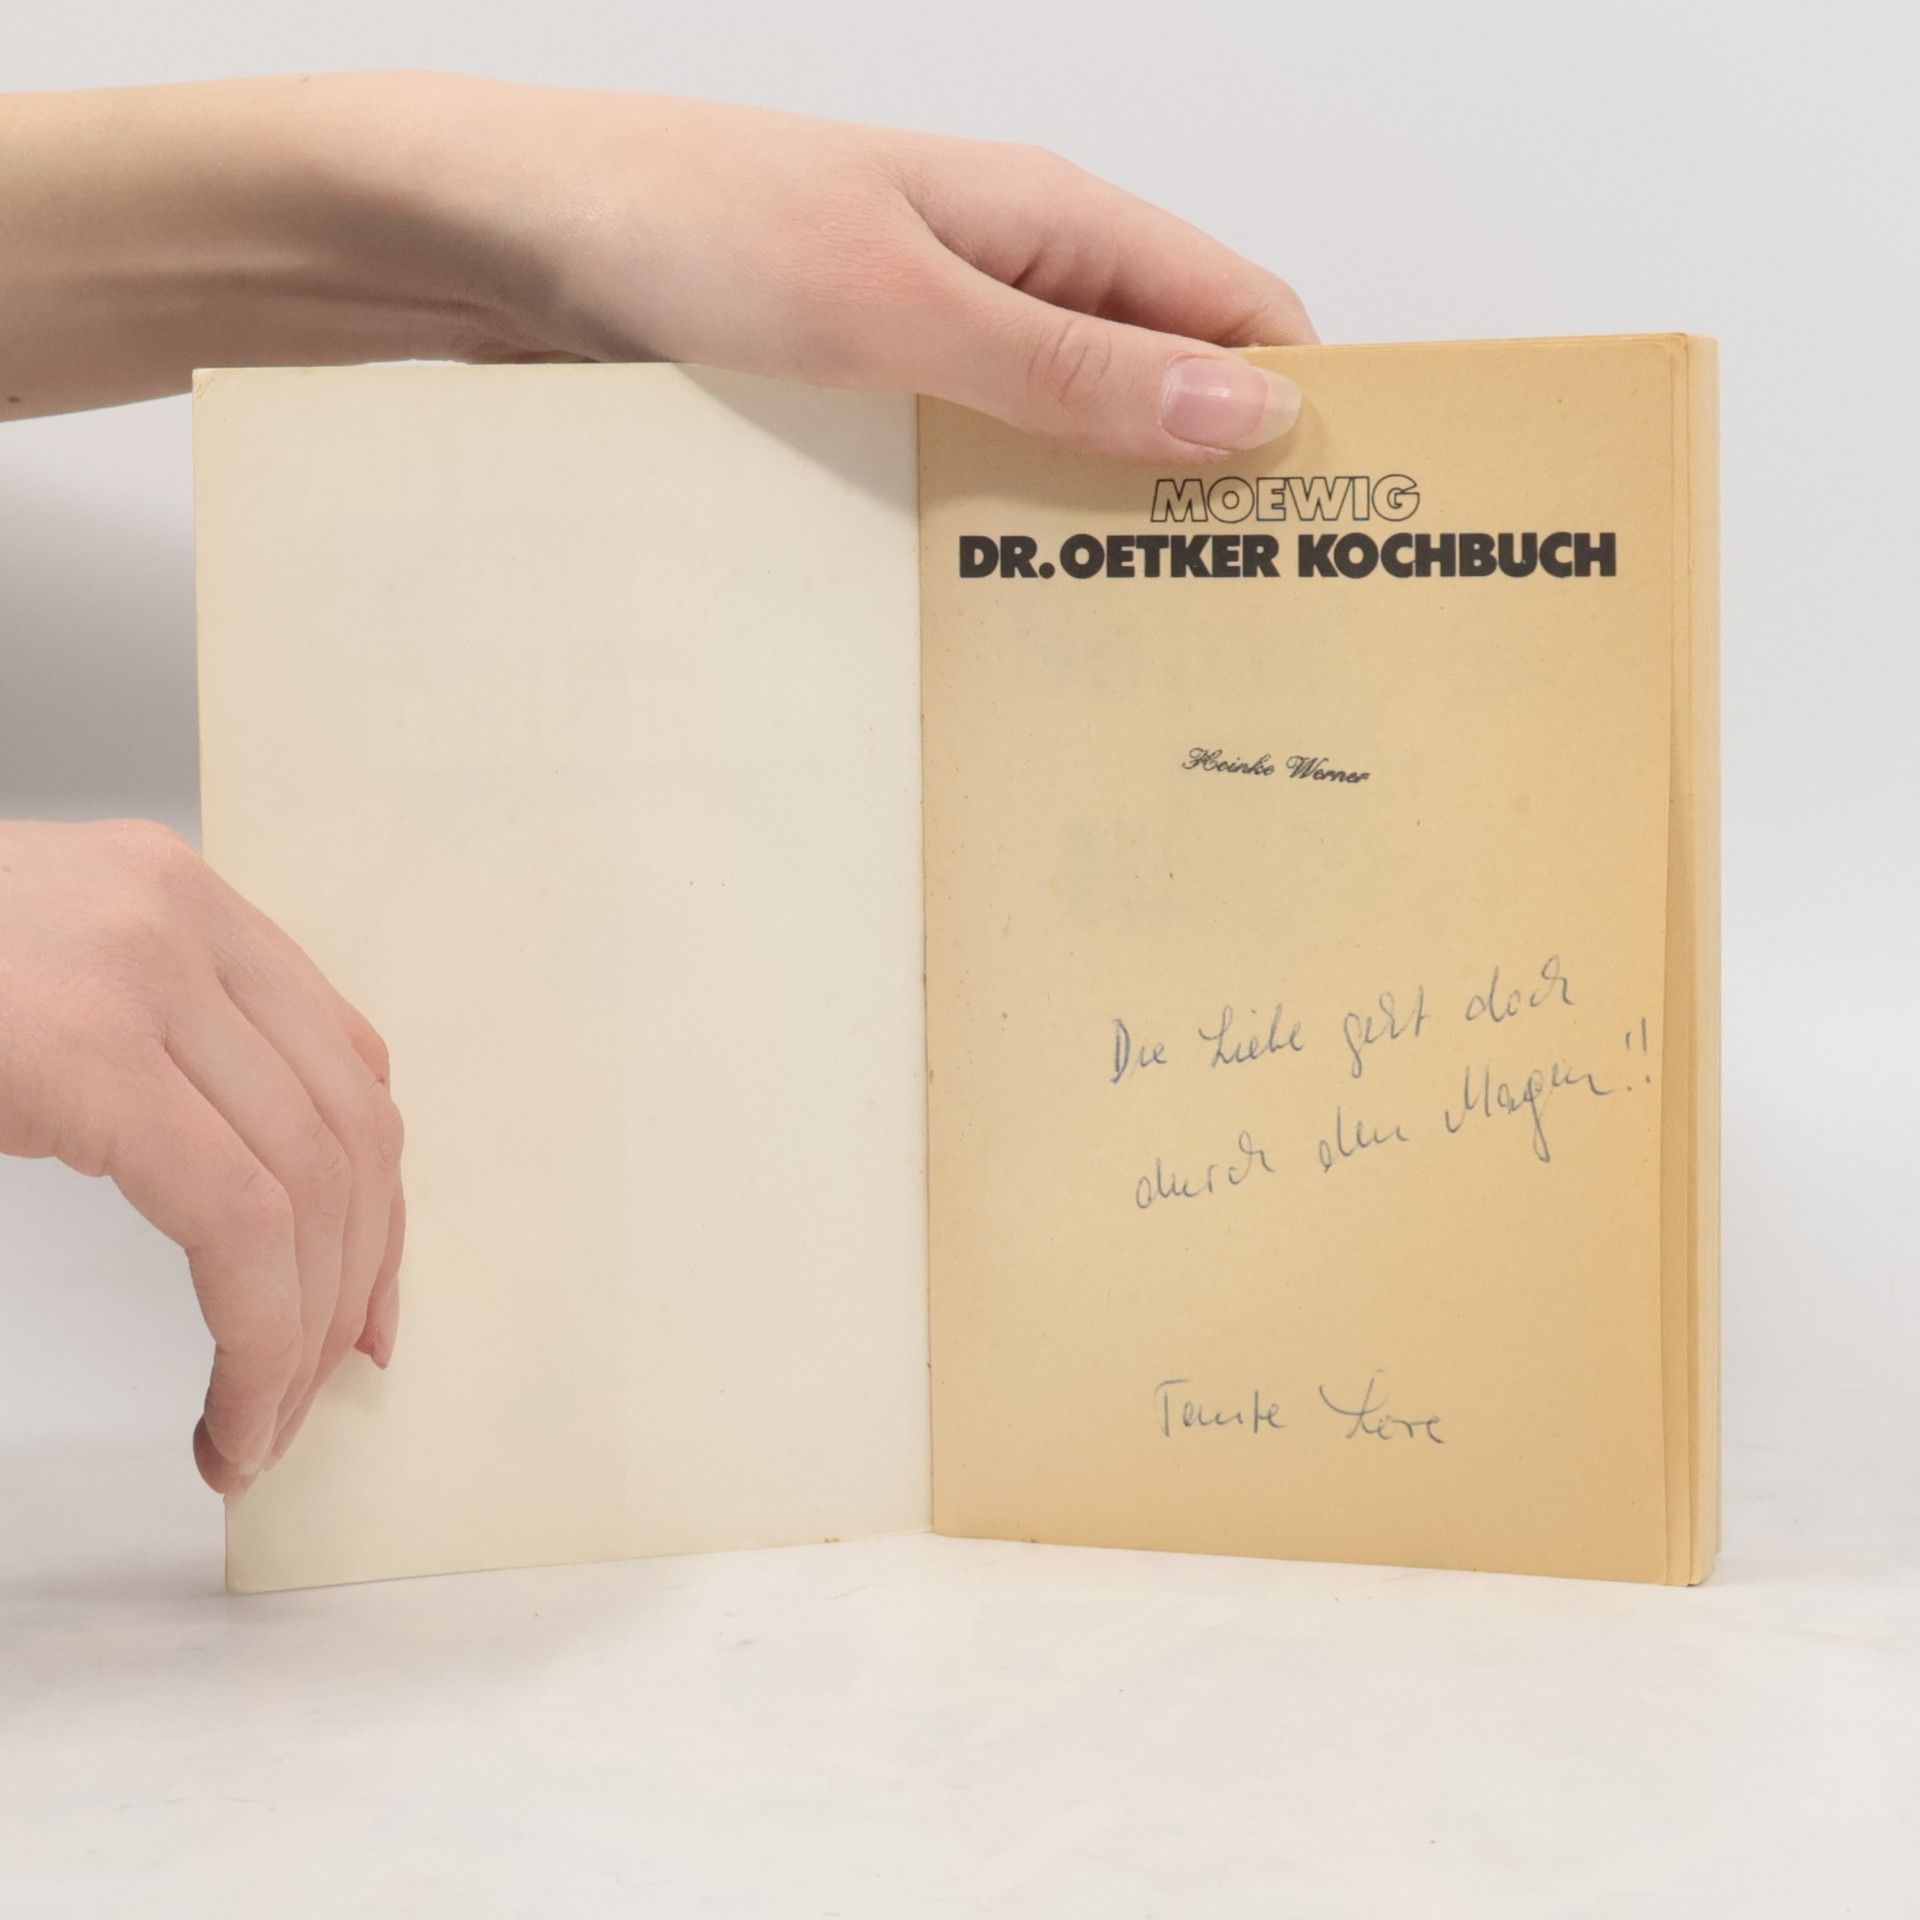 MOEWIG
DR. OETKER KOCHBUCH
Heinke Werner
Die Liebe geht doch
durch den Magen!!
Tante Lore